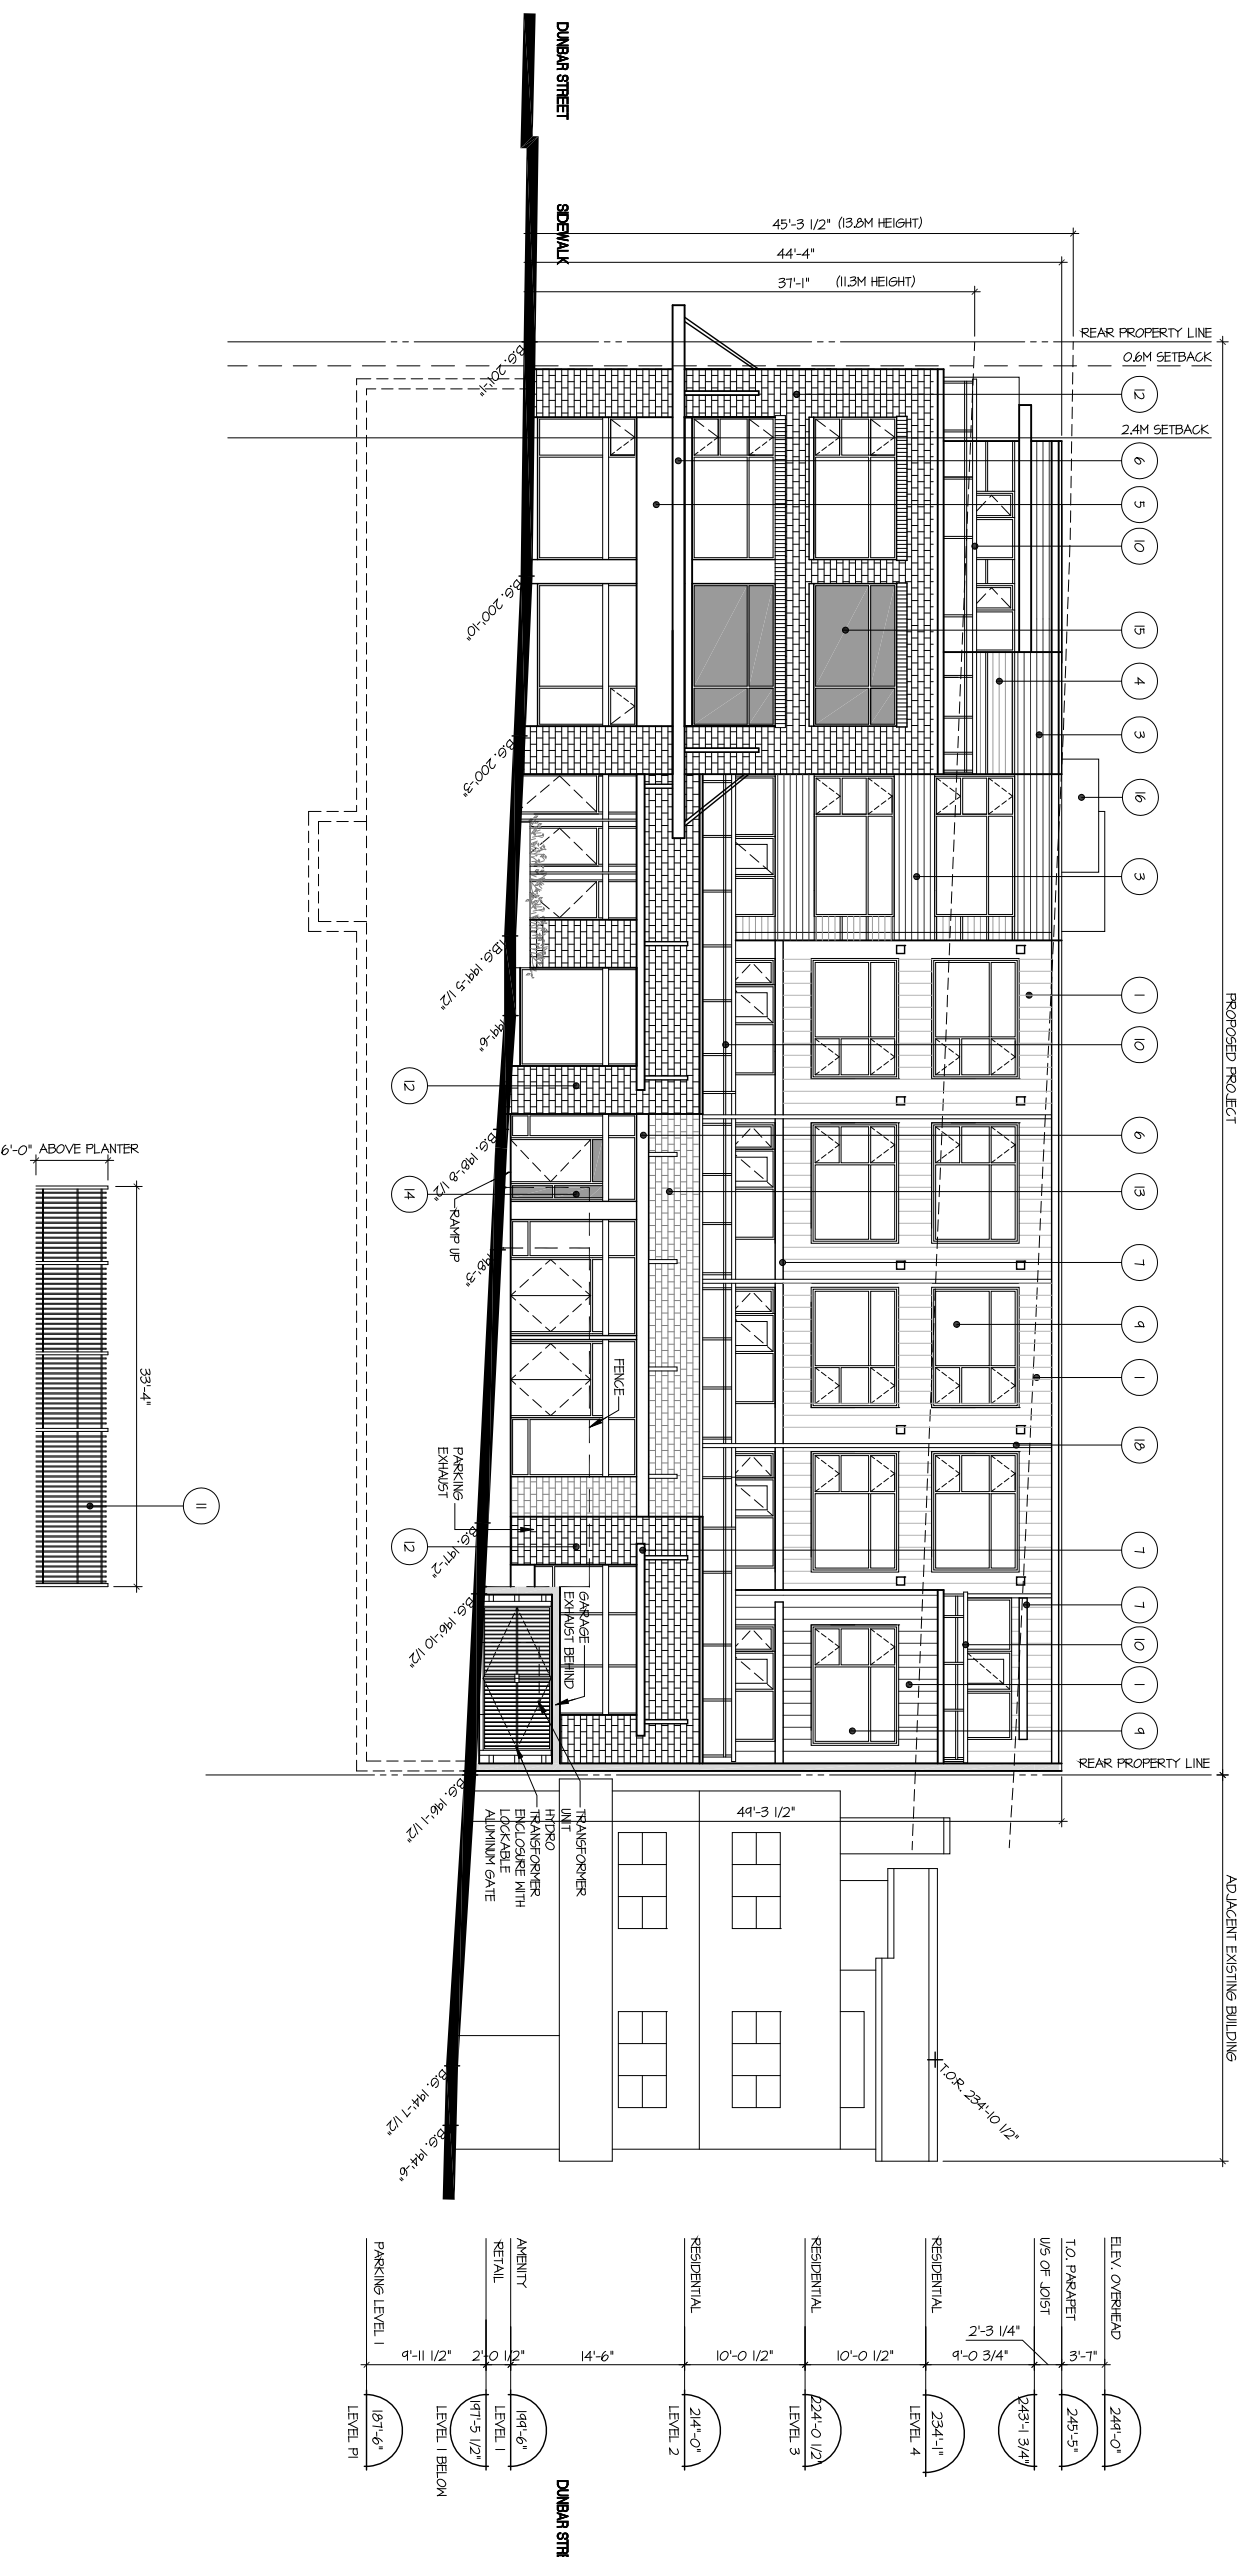 DUNBAR STREET
SIDEWALK
45'-3 1/2" (13.8M HEIGHT)
44'-4"
37'-1" (11.3M HEIGHT)
REAR PROPERTY LINE
0.6M SETBACK
2.4M SETBACK
12
6
5
10
15
4
3
16
3
1
10
6
13
7
9
1
18
7
7
10
1
9
PROPOSED PROJECT
B.G. 201'-1"
B.G. 200'-10"
B.G. 200'-3"
B.G. 199'-5 1/2"
199'-6"
B.G. 198'-8 1/2"
198'-3"
B.G. 197'-2"
B.G. 196'-10 1/2"
B.G. 196'-1 1/2"
B.G. 194'-7 1/2"
B.G. 194'-6"
12
14
12
RAMP UP
FENCE
PARKING
EXHAUST
GARAGE
EXHAUST BEHIND
TRANSFORMER
UNIT
HYDRO
TRANSFORMER
ENCLOSURE WITH
LOCKABLE
ALUMINUM GATE
REAR PROPERTY LINE
49'-3 1/2"
ADJACENT EXISTING BUILDING
T.O.R. 234'-10 1/2"
6'-0" ABOVE PLANTER
33'-4"
11
ELEV. OVERHEAD
T.O. PARAPET
U/S OF JOIST
RESIDENTIAL
RESIDENTIAL
RESIDENTIAL
AMENITY
RETAIL
PARKING LEVEL 1
3'-7"
2'-3 1/4"
9'-0 3/4"
10'-0 1/2"
10'-0 1/2"
14'-6"
2'-0 1/2"
9'-11 1/2"
249'-0"
245'-5"
243'-1 3/4"
234'-1"
LEVEL 4
224'-0 1/2"
LEVEL 3
214'-0"
LEVEL 2
199'-6"
LEVEL 1
197'-5 1/2"
LEVEL 1 BELOW
187'-6"
LEVEL P1
DUNBAR STR